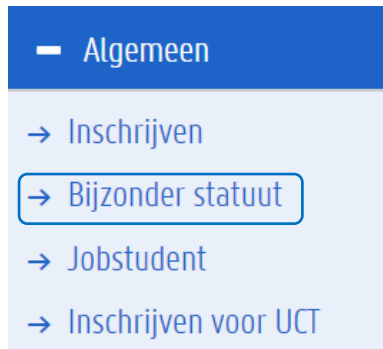 Algemeen
→ Inschrijven
→ Bijzonder statuut
→ Jobstudent
→ Inschrijven voor UCT